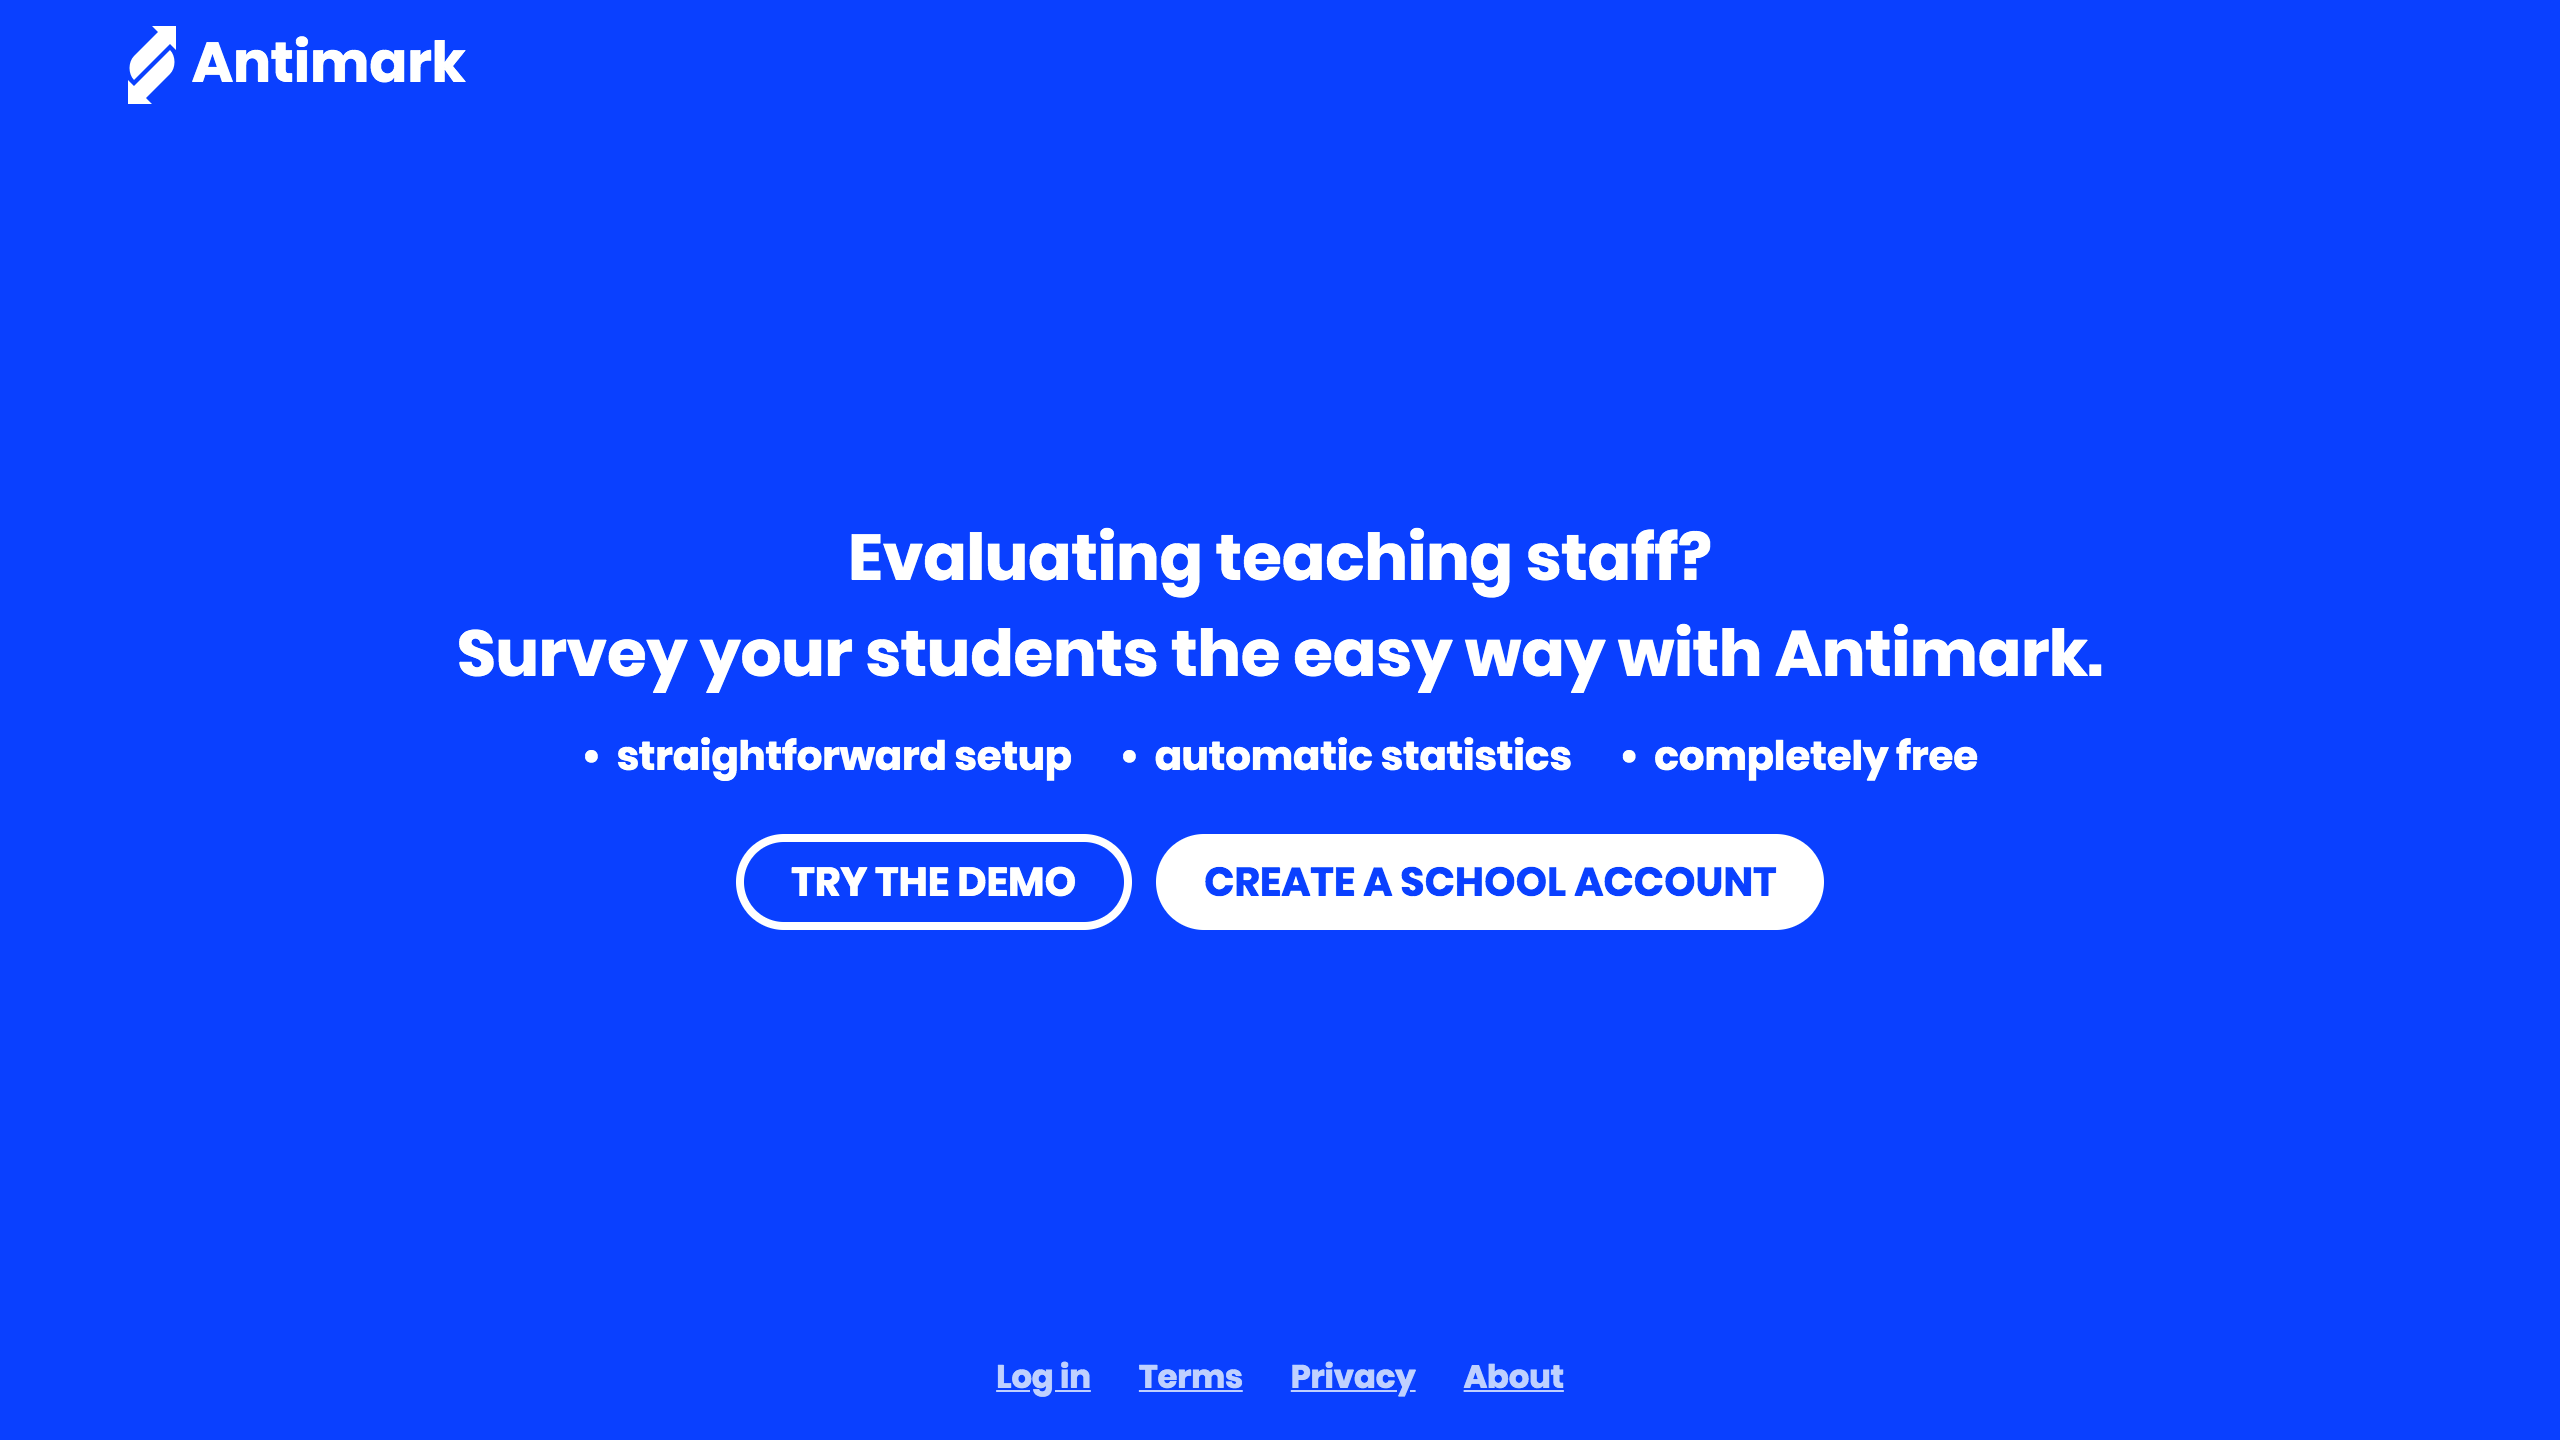 Antimark
Evaluating teaching staff?
Survey your students the easy way with Antimark.
• straightforward setup • automatic statistics • completely free
TRY THE DEMO CREATE A SCHOOL ACCOUNT
Log in Terms Privacy About